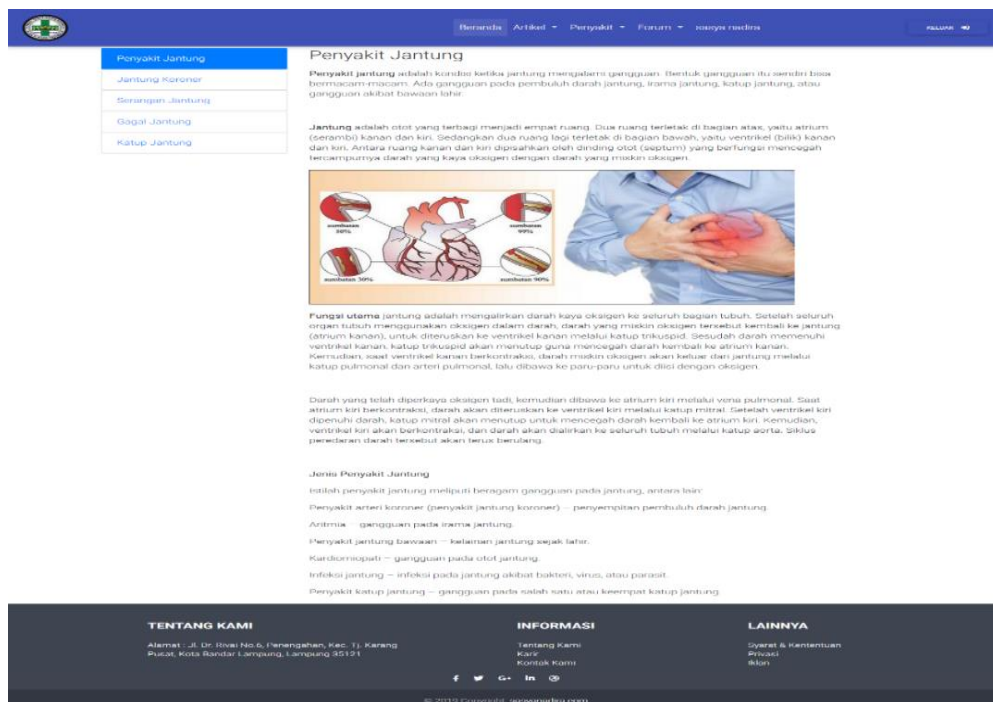 Beranda Artikel Penyakit Forum
KELUAR
Penyakit Jantung
Jantung Koroner
Serangan Jantung
Gagal Jantung
Katup Jantung
Penyakit Jantung
Penyakit jantung adalah kondisi ketika jantung mengalami gangguan. Bentuk gangguan itu sendiri bisa
bermacam-macam. Ada gangguan pada pembuluh darah jantung, irama jantung, katup jantung, atau
gangguan akibat bawaan lahir.
Jantung adalah otot yang terbagi menjadi empat ruang. Dua ruang terletak di bagian atas, yaitu atrium
(serambi) kanan dan kiri. Sedangkan dua ruang lagi terletak di bagian bawah, yaitu ventrikel (bilik) kanan
dan kiri. Antara ruang kanan dan kiri dipisahkan oleh dinding otot (septum) yang berfungsi mencegah
tercampurnya darah yang kaya oksigen dengan darah yang miskin oksigen.
sumbatan 50%
sumbatan 99%
sumbatan 30%
sumbatan 90%
Fungsi utama jantung adalah mengalirkan darah kaya oksigen ke seluruh bagian tubuh. Setelah seluruh
organ tubuh menggunakan oksigen dalam darah, darah yang miskin oksigen tersebut kembali ke jantung
(atrium kanan), untuk diteruskan ke ventrikel kanan melalui katup trikuspid. Sesudah darah memenuhi
ventrikel kanan, katup trikuspid akan menutup guna mencegah darah kembali ke atrium kanan.
Kemudian, saat ventrikel kanan berkontraksi, darah miskin oksigen akan keluar dari jantung melalui
katup pulmonal dan arteri pulmonal, lalu dibawa ke paru-paru untuk diisi dengan oksigen.
Darah yang telah diperkaya oksigen tadi, kemudian dibawa ke atrium kiri melalui vena pulmonal. Saat
atrium kiri berkontraksi, darah akan diteruskan ke ventrikel kiri melalui katup mitral. Setelah ventrikel kiri
dipenuhi darah, katup mitral akan menutup untuk mencegah darah kembali ke atrium kiri. Kemudian,
ventrikel kiri akan berkontraksi, dan darah akan dialirkan ke seluruh tubuh melalui katup aorta. Siklus
peredaran darah tersebut akan terus berulang.
Jenis Penyakit Jantung
Istilah penyakit jantung meliputi beragam gangguan pada jantung, antara lain:
Penyakit arteri koroner (penyakit jantung koroner) – penyempitan pembuluh darah jantung.
Aritmia – gangguan pada irama jantung.
Penyakit jantung bawaan – kelainan jantung sejak lahir.
Kardiomiopati – gangguan pada otot jantung.
Infeksi jantung – infeksi pada jantung akibat bakteri, virus, atau parasit.
Penyakit katup jantung – gangguan pada salah satu atau keempat katup jantung.
TENTANG KAMI
Alamat : Jl. Dr. Rivai No.6, Penengahan, Kec. Tj. Karang
Pusat, Kota Bandar Lampung, Lampung 35121
INFORMASI
Tentang Kami
Karir
Kontak Kami
LAINNYA
Syarat & Kententuan
Privasi
Iklan
© 2019 Copyright